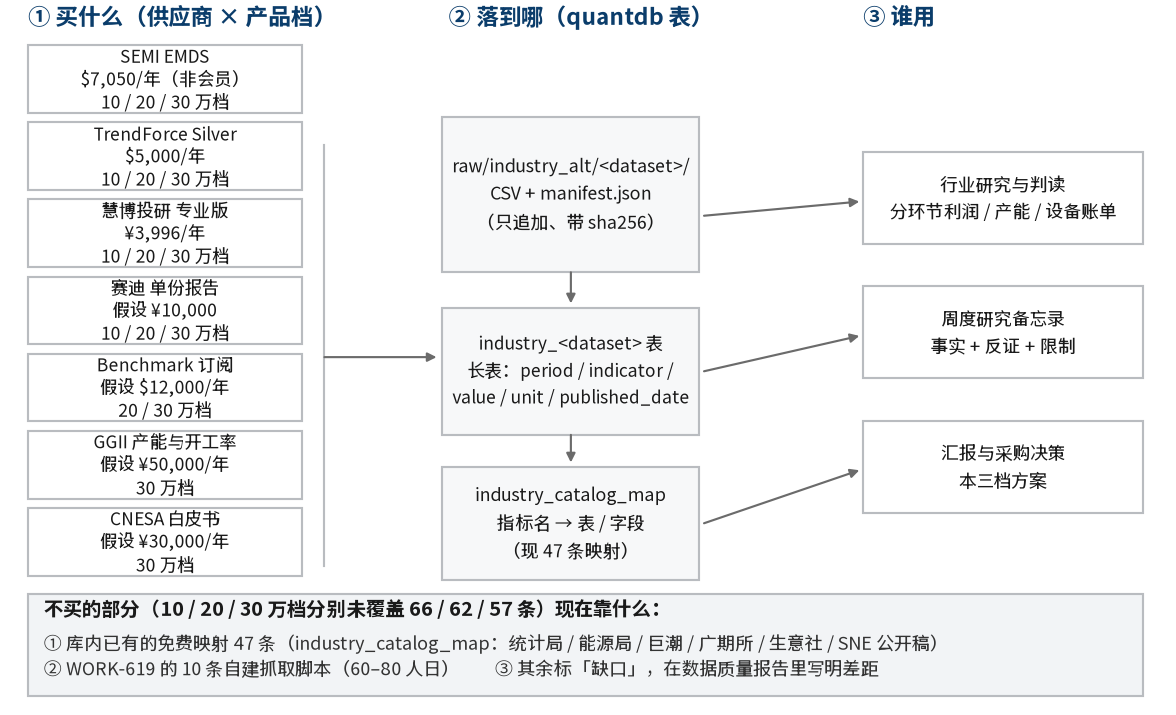 ① 买什么（供应商 × 产品档）
SEMI EMDS
$7,050/年（非会员）
10 / 20 / 30 万档
TrendForce Silver
$5,000/年
10 / 20 / 30 万档
慧博投研 专业版
¥3,996/年
10 / 20 / 30 万档
赛迪 单份报告
假设 ¥10,000
10 / 20 / 30 万档
Benchmark 订阅
假设 $12,000/年
20 / 30 万档
GGII 产能与开工率
假设 ¥50,000/年
30 万档
CNESA 白皮书
假设 ¥30,000/年
30 万档
② 落到哪（quantdb 表）
raw/industry_alt/<dataset>/
CSV + manifest.json
（只追加、带 sha256）
industry_<dataset> 表
长表：period / indicator /
value / unit / published_date
industry_catalog_map
指标名 → 表 / 字段
（现 47 条映射）
③ 谁用
行业研究与判读
分环节利润 / 产能 / 设备账单
周度研究备忘录
事实 + 反证 + 限制
汇报与采购决策
本三档方案
不买的部分（10 / 20 / 30 万档分别未覆盖 66 / 62 / 57 条）现在靠什么：
① 库内已有的免费映射 47 条（industry_catalog_map：统计局 / 能源局 / 巨潮 / 广期所 / 生意社 / SNE 公开稿）
② WORK-619 的 10 条自建抓取脚本（60–80 人日） ③ 其余标「缺口」，在数据质量报告里写明差距